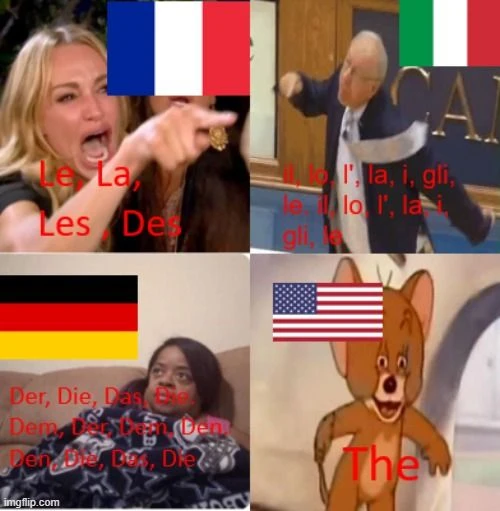 Le, La,
Les , Des
il, lo, l', la, i, gli,
le, il, lo, l', la, i,
gli, le
CA
Der, Die, Das, Die
Dem, Der, Dem, Den,
Den, Die, Das, Die
The
imgflip.com